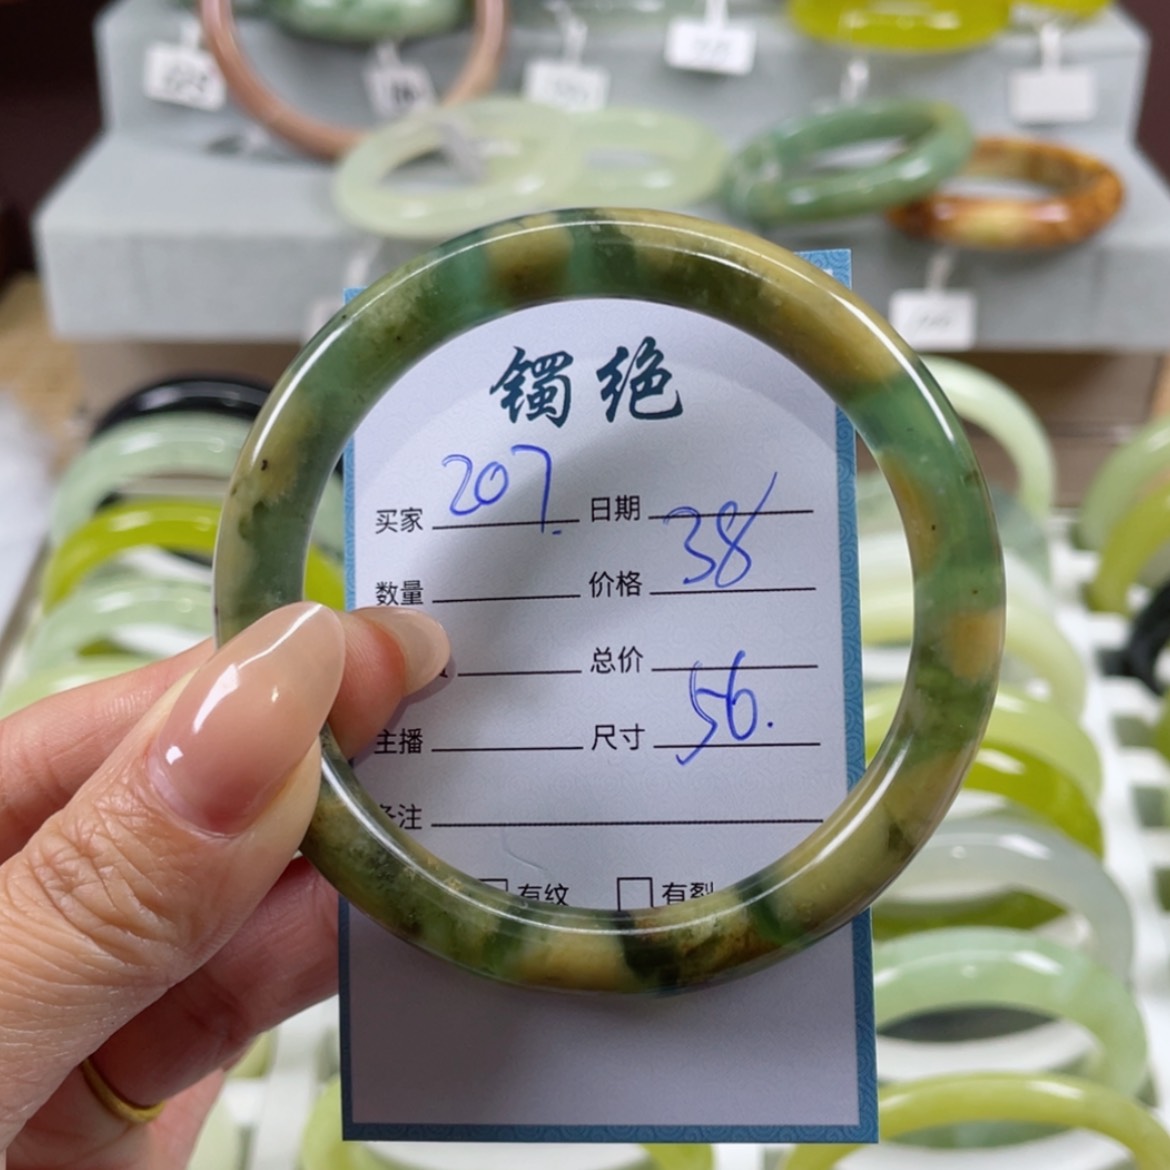 镯绝
买家 207. 日期
数量 价格 38/
总价
主播 尺寸 56.
备注
有纹 有裂